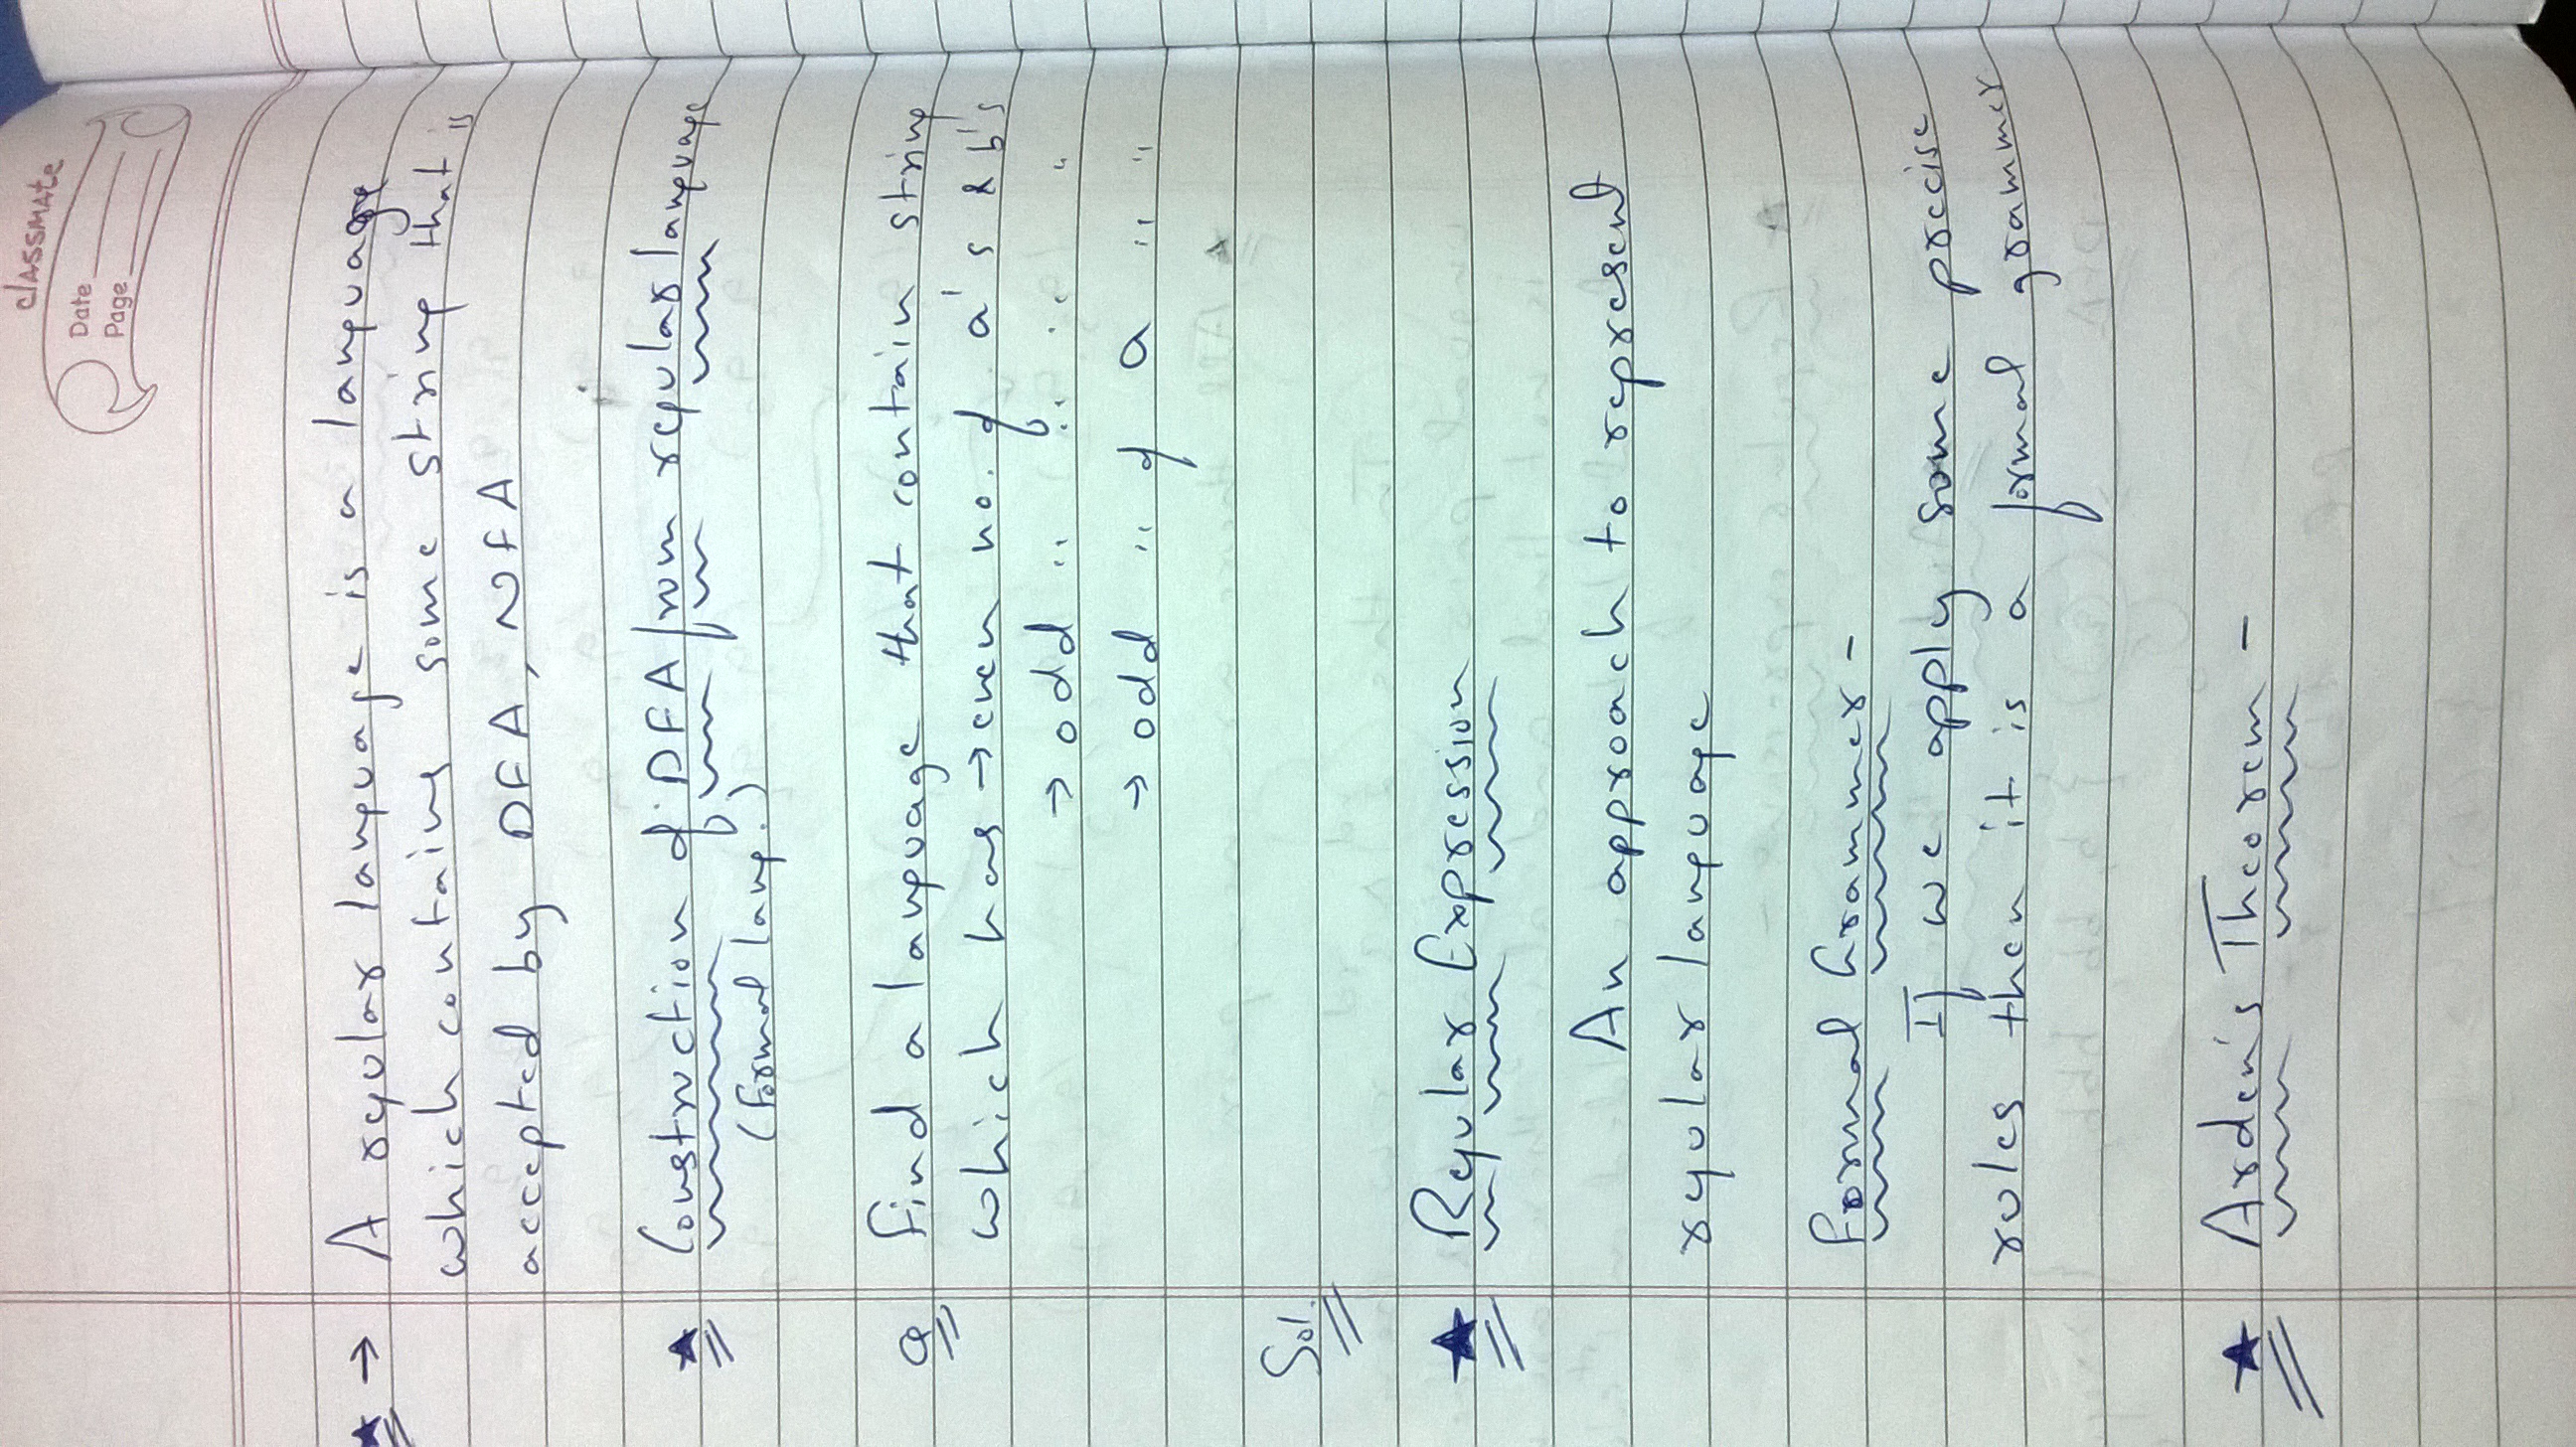 classmate
Date
Page
★ → A regular language is a language
which contains some string that is
accepted by DFA, NFA
★ Construction of DFA from regular language
(Formal lang.)
Q Find a language that contain string
which has → even no. of a's & b's
→ odd " " " "
→ odd " of a " "
Sol.
★ Regular Expression
An approach to represent
regular language
Formal Grammer -
If we apply some precise
rules then it is a formal grammer
★ Arden's Theorem -